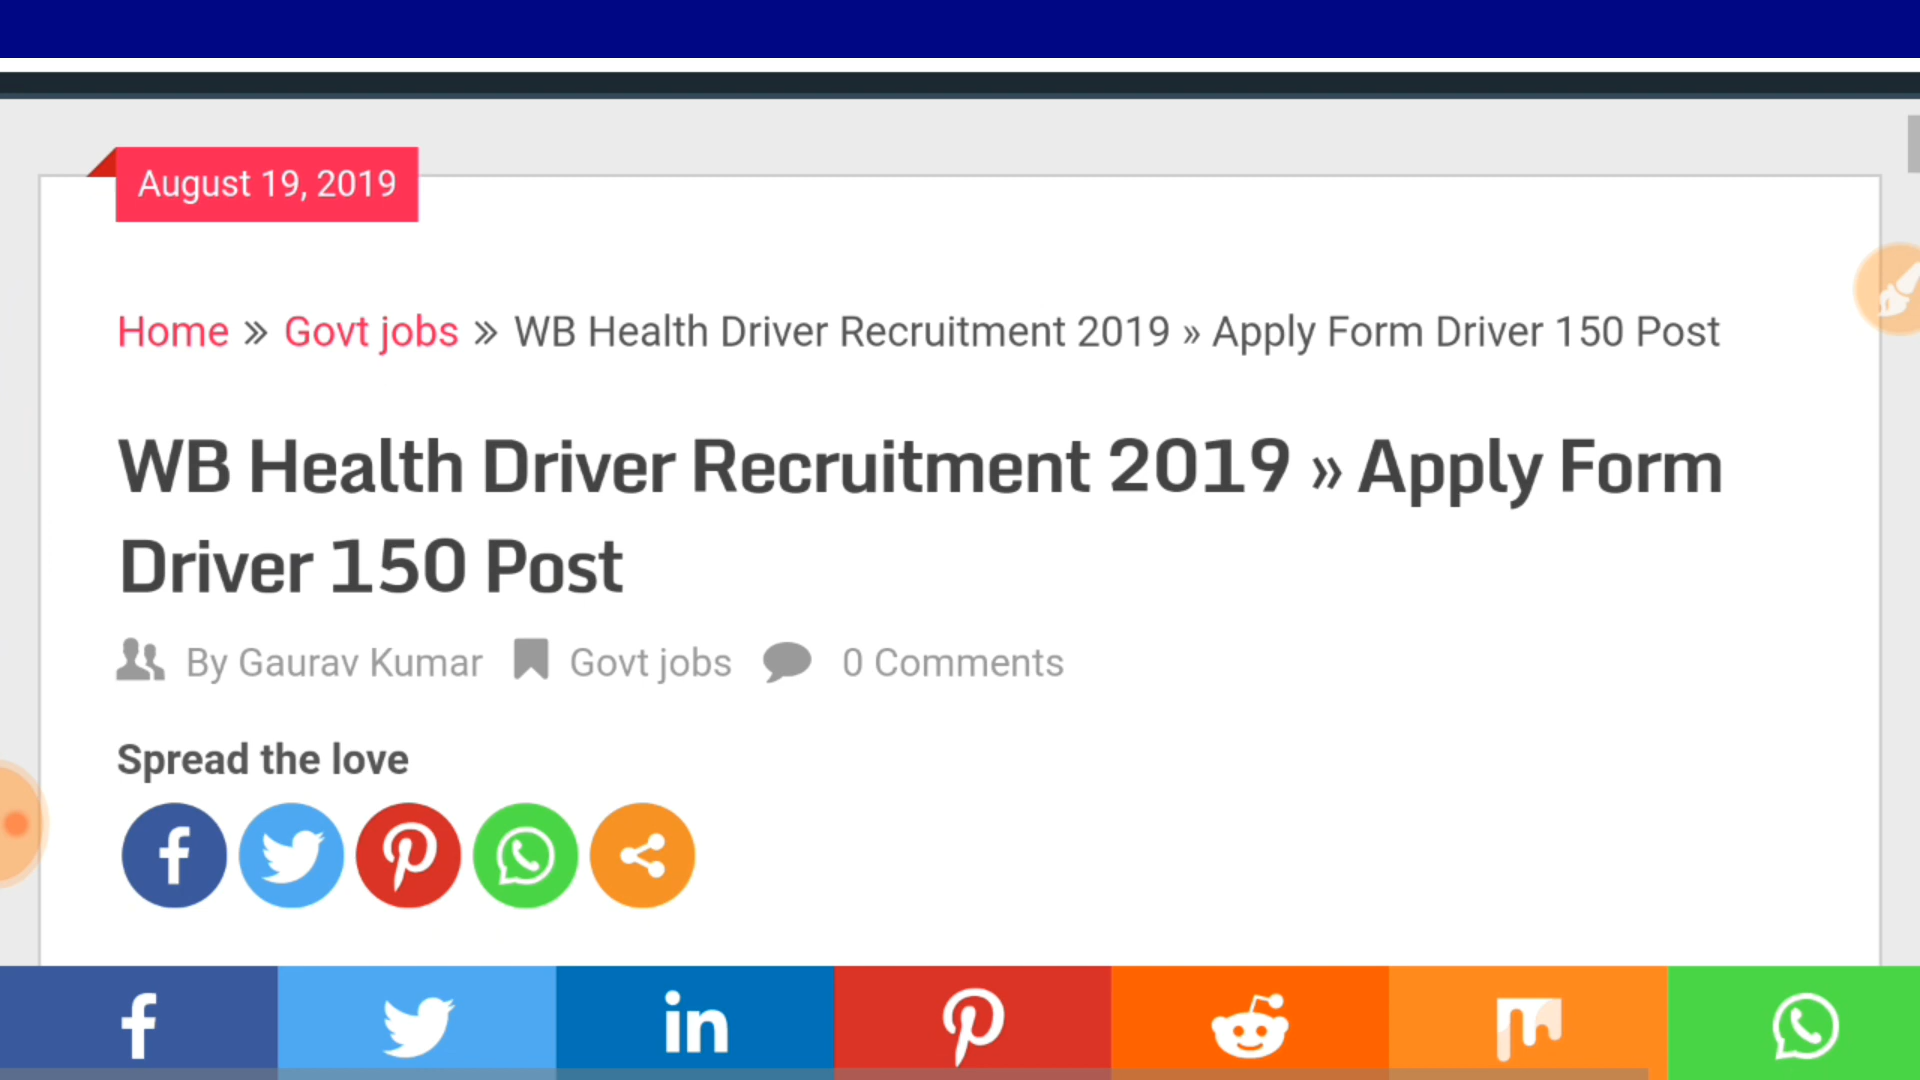 August 19, 2019
Home » Govt jobs » WB Health Driver Recruitment 2019 » Apply Form Driver 150 Post
WB Health Driver Recruitment 2019 » Apply Form
Driver 150 Post
By Gaurav Kumar Govt jobs 0 Comments
Spread the love